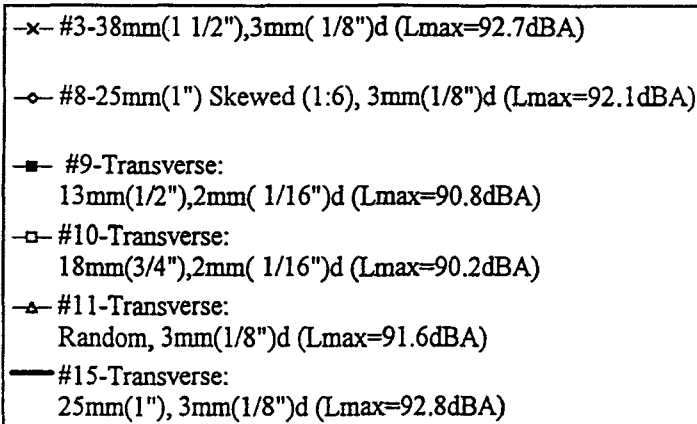 #3-38mm(1 1/2"),3mm( 1/8")d (Lmax=92.7dBA)
#8-25mm(1") Skewed (1:6), 3mm(1/8")d (Lmax=92.1dBA)
#9-Transverse:
13mm(1/2"),2mm( 1/16")d (Lmax=90.8dBA)
#10-Transverse:
18mm(3/4"),2mm( 1/16")d (Lmax=90.2dBA)
#11-Transverse:
Random, 3mm(1/8")d (Lmax=91.6dBA)
#15-Transverse:
25mm(1"), 3mm(1/8")d (Lmax=92.8dBA)